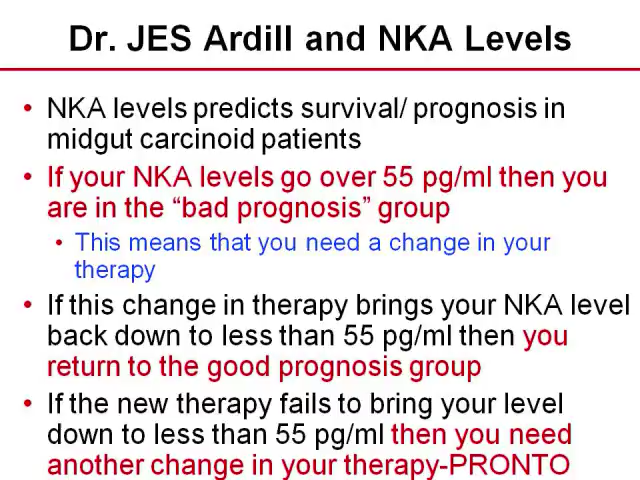 Dr. JES Ardill and NKA Levels
• NKA levels predicts survival/ prognosis in
midgut carcinoid patients
• If your NKA levels go over 55 pg/ml then you
are in the “bad prognosis” group
• This means that you need a change in your
therapy
• If this change in therapy brings your NKA level
back down to less than 55 pg/ml then you
return to the good prognosis group
• If the new therapy fails to bring your level
down to less than 55 pg/ml then you need
another change in your therapy-PRONTO